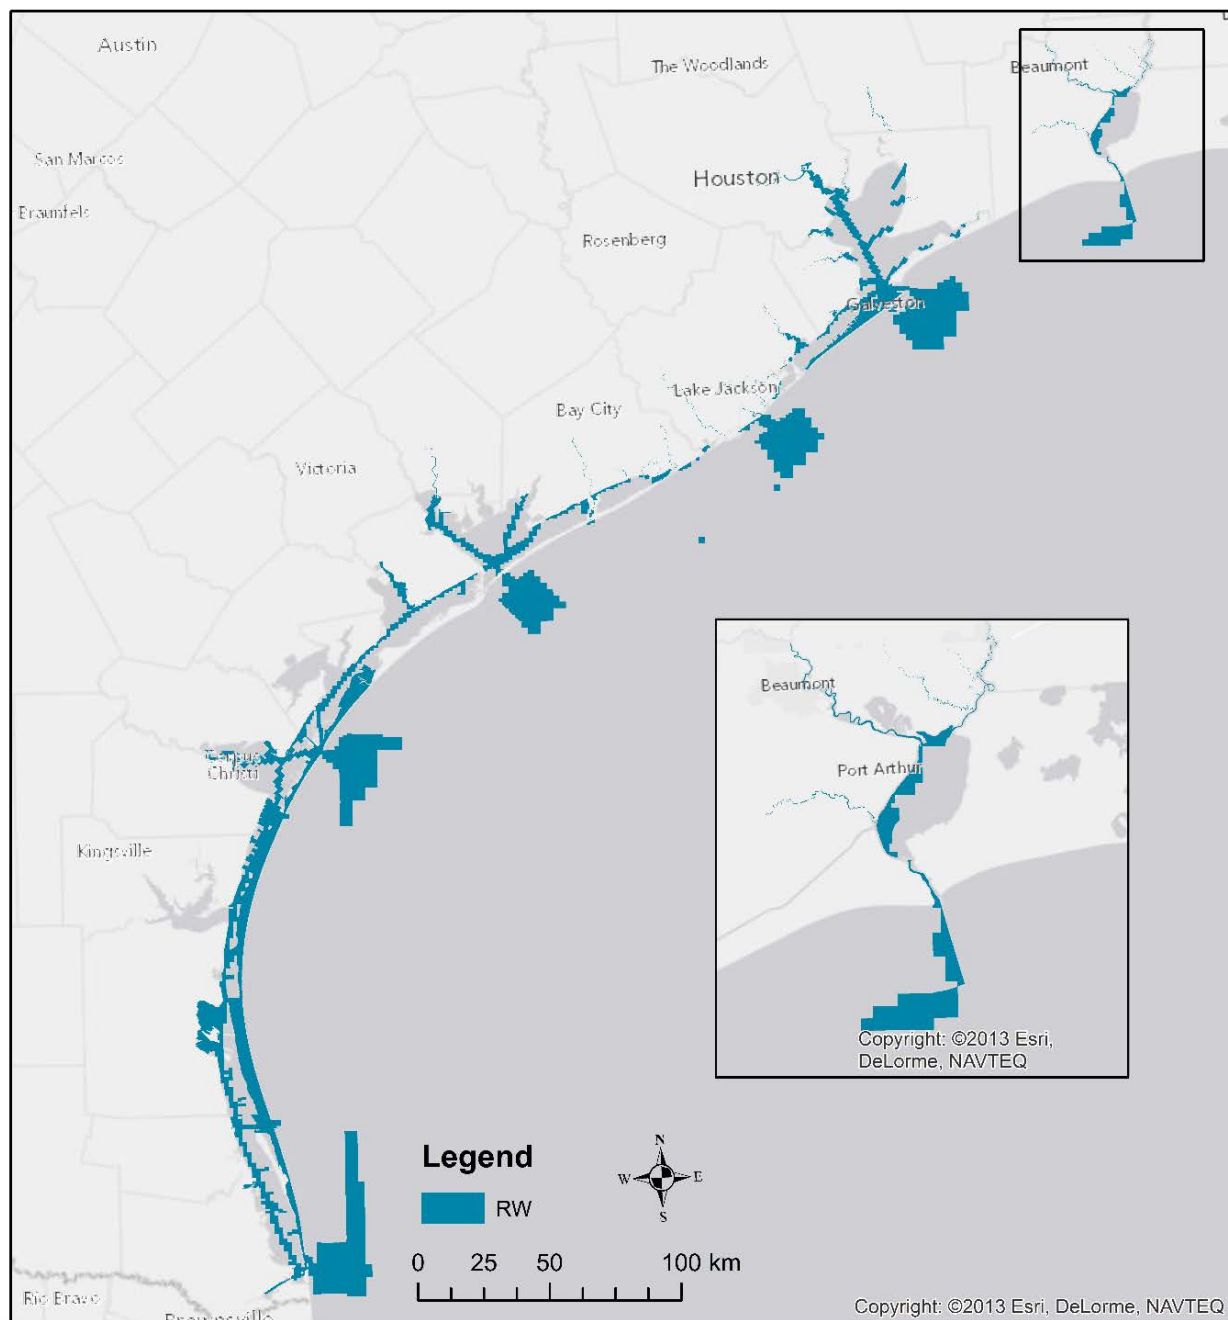 Austin
The Woodlands
Beaumont
San Marcos
Houston
Braunfels
Rosenberg
Galveston
Lake Jackson
Bay City
Victoria
Beaumont
Port Arthur
Corpus
Christi
Kingsville
Copyright: ©2013 Esri,
DeLorme, NAVTEQ
Legend
RW
N
W E
S
0 25 50 100 km
Rio Bravo
Brownsville
Copyright: ©2013 Esri, DeLorme, NAVTEQ